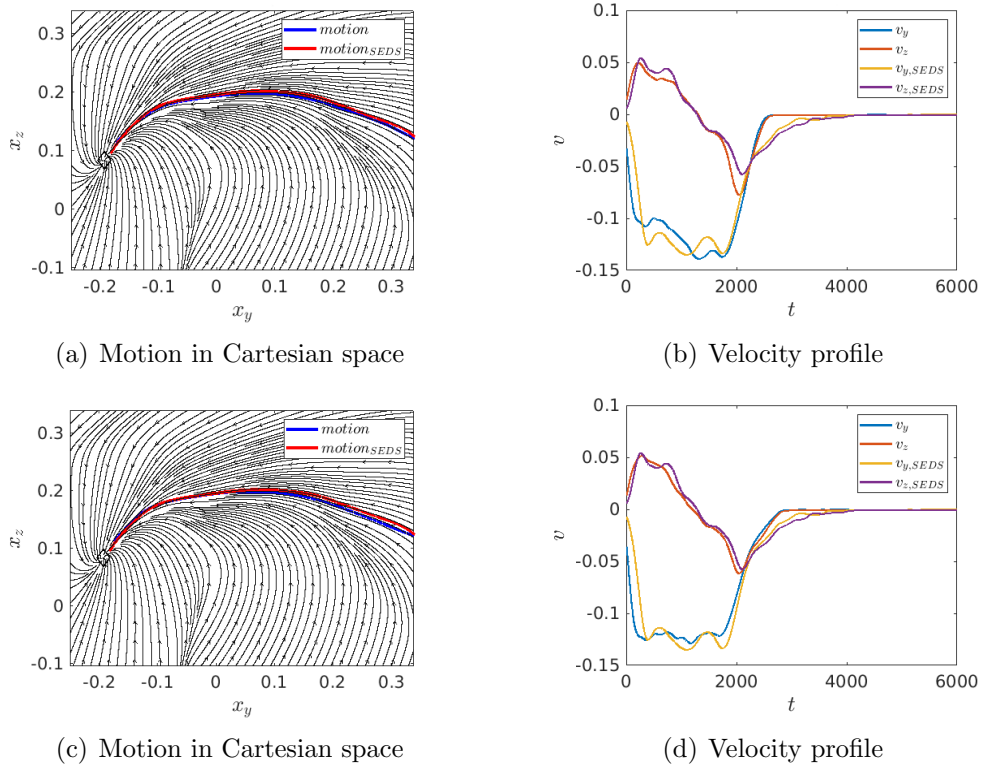 0.3
0.2
0.1
0
-0.1
x_z
motion
motion_SEDS
-0.2 -0.1 0 0.1 0.2 0.3
x_y
(a) Motion in Cartesian space
0.1
0.05
0
-0.05
-0.1
-0.15
v
v_y
v_z
v_y,SEDS
v_z,SEDS
0 2000 4000 6000
t
(b) Velocity profile
0.3
0.2
0.1
0
-0.1
x_z
motion
motion_SEDS
-0.2 -0.1 0 0.1 0.2 0.3
x_y
(c) Motion in Cartesian space
0.1
0.05
0
-0.05
-0.1
-0.15
v
v_y
v_z
v_y,SEDS
v_z,SEDS
0 2000 4000 6000
t
(d) Velocity profile